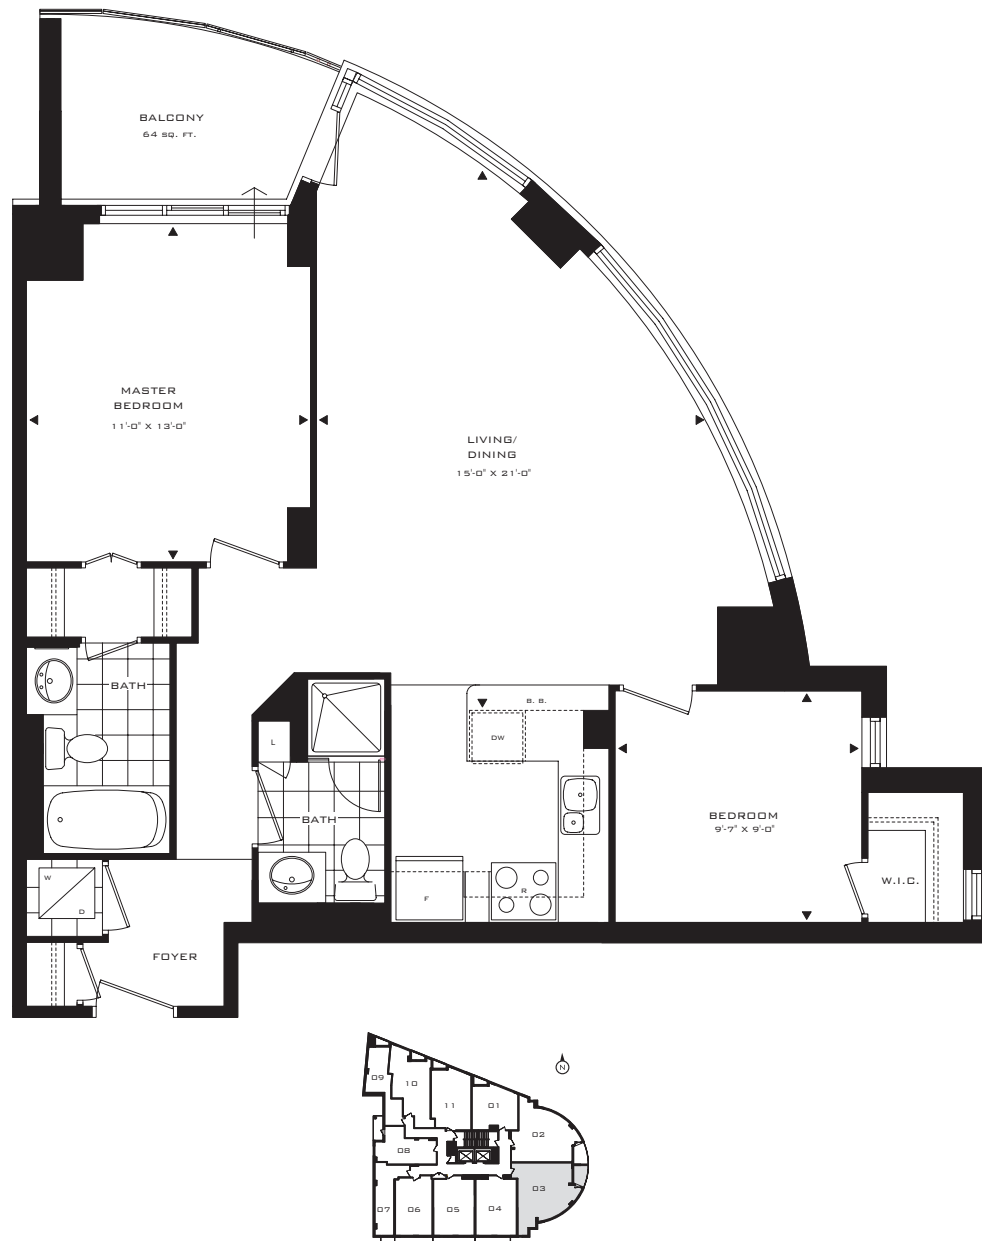 BALCONY
64 SQ. FT.
MASTER
BEDROOM
11'-0" X 13'-0"
LIVING/
DINING
15'-0" X 21'-0"
BATH
B. B.
L
DW
BATH
BEDROOM
9'-7" X 9'-0"
W
D
F
R
W.I.C.
FOYER
N
09
10
11
01
02
08
03
07
06
05
04